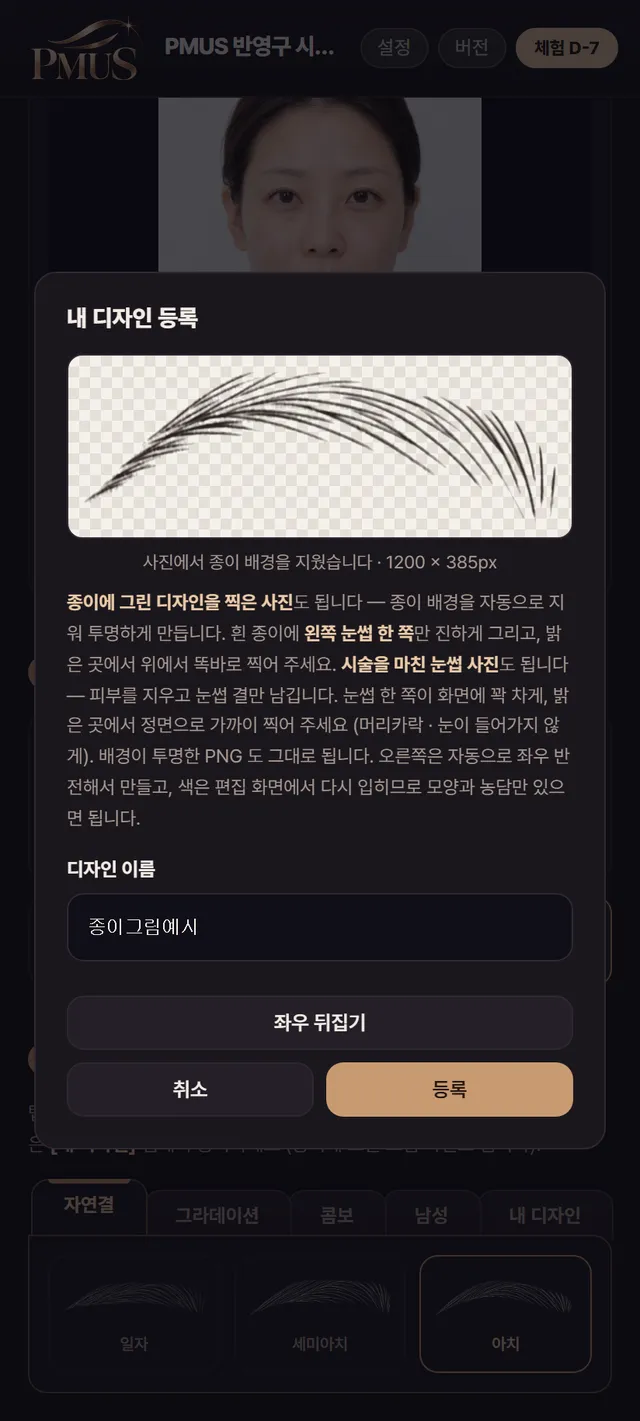 PMUS
PMUS 반영구 시...
설정
버전
체험 D-7
내 디자인 등록
사진에서 종이 배경을 지웠습니다 · 1200 × 385px
종이에 그린 디자인을 찍은 사진도 됩니다 — 종이 배경을 자동으로 지
워 투명하게 만듭니다. 흰 종이에 왼쪽 눈썹 한 쪽만 진하게 그리고, 밝
은 곳에서 위에서 똑바로 찍어 주세요. 시술을 마친 눈썹 사진도 됩니다
— 피부를 지우고 눈썹 결만 남깁니다. 눈썹 한 쪽이 화면에 꽉 차게, 밝
은 곳에서 정면으로 가까이 찍어 주세요 (머리카락 · 눈이 들어가지 않
게). 배경이 투명한 PNG 도 그대로 됩니다. 오른쪽은 자동으로 좌우 반
전해서 만들고, 색은 편집 화면에서 다시 입히므로 모양과 농담만 있으
면 됩니다.
디자인 이름
종이그림예시
좌우 뒤집기
취소
등록
자연결
그라데이션
콤보
남성
내 디자인
일자
세미아치
아치